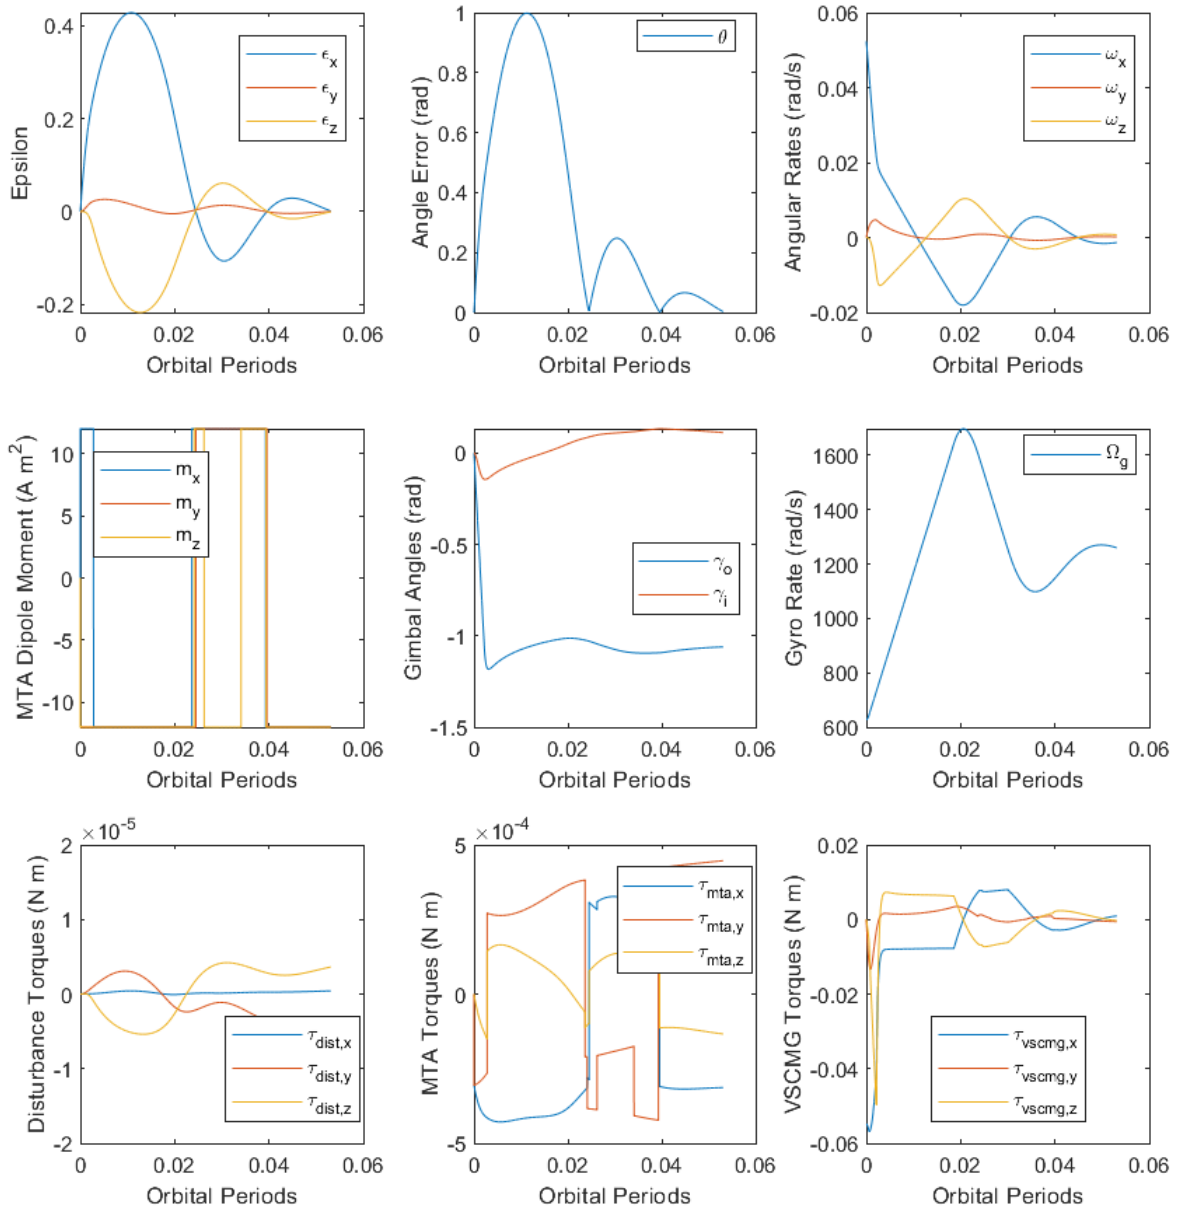 0.4
0.2
0
-0.2
Epsilon
ϵx
ϵy
ϵz
0 0.02 0.04 0.06
Orbital Periods
1
0.8
0.6
0.4
0.2
0
Angle Error (rad)
θ
0 0.02 0.04 0.06
Orbital Periods
0.06
0.04
0.02
0
-0.02
Angular Rates (rad/s)
ωx
ωy
ωz
0 0.02 0.04 0.06
Orbital Periods
10
5
0
-5
-10
MTA Dipole Moment (A m²)
mx
my
mz
0 0.02 0.04 0.06
Orbital Periods
0
-0.5
-1
-1.5
Gimbal Angles (rad)
γo
γi
0 0.02 0.04 0.06
Orbital Periods
1600
1400
1200
1000
800
600
Gyro Rate (rad/s)
Ωg
0 0.02 0.04 0.06
Orbital Periods
×10⁻⁵
2
1
0
-1
-2
Disturbance Torques (N m)
τdist,x
τdist,y
τdist,z
0 0.02 0.04 0.06
Orbital Periods
×10⁻⁴
5
0
-5
MTA Torques (N m)
τmta,x
τmta,y
τmta,z
0 0.02 0.04 0.06
Orbital Periods
0.02
0
-0.02
-0.04
-0.06
VSCMG Torques (N m)
τvscmg,x
τvscmg,y
τvscmg,z
0 0.02 0.04 0.06
Orbital Periods